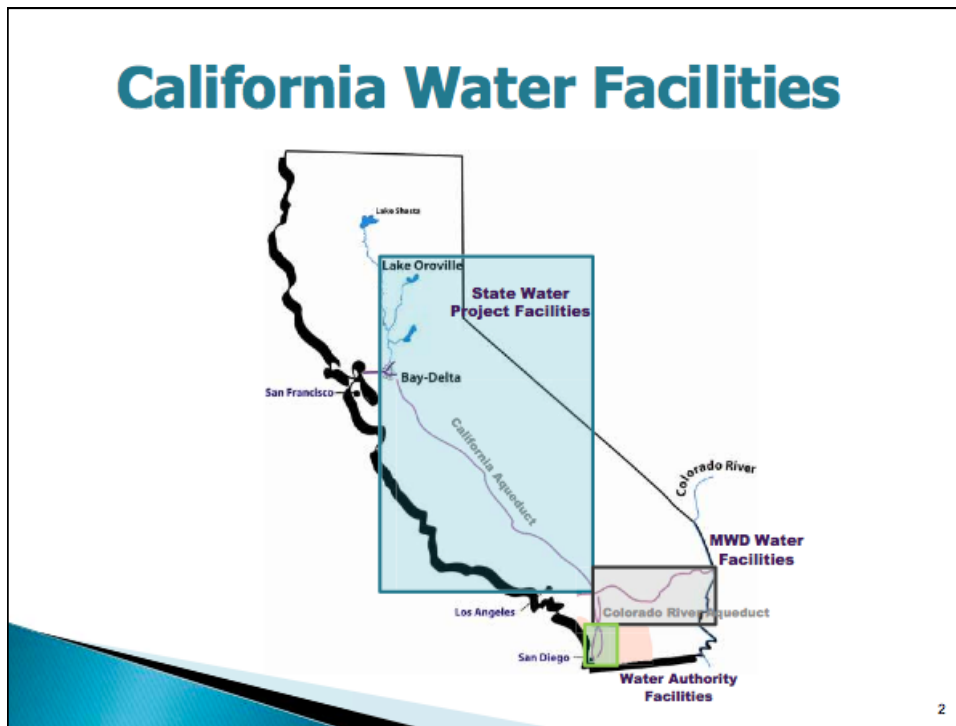 California Water Facilities
Lake Shasta
Lake Oroville
State Water
Project Facilities
Bay-Delta
San Francisco
California Aqueduct
Colorado River
MWD Water
Facilities
Los Angeles
Colorado River Aqueduct
San Diego
Water Authority
Facilities
2